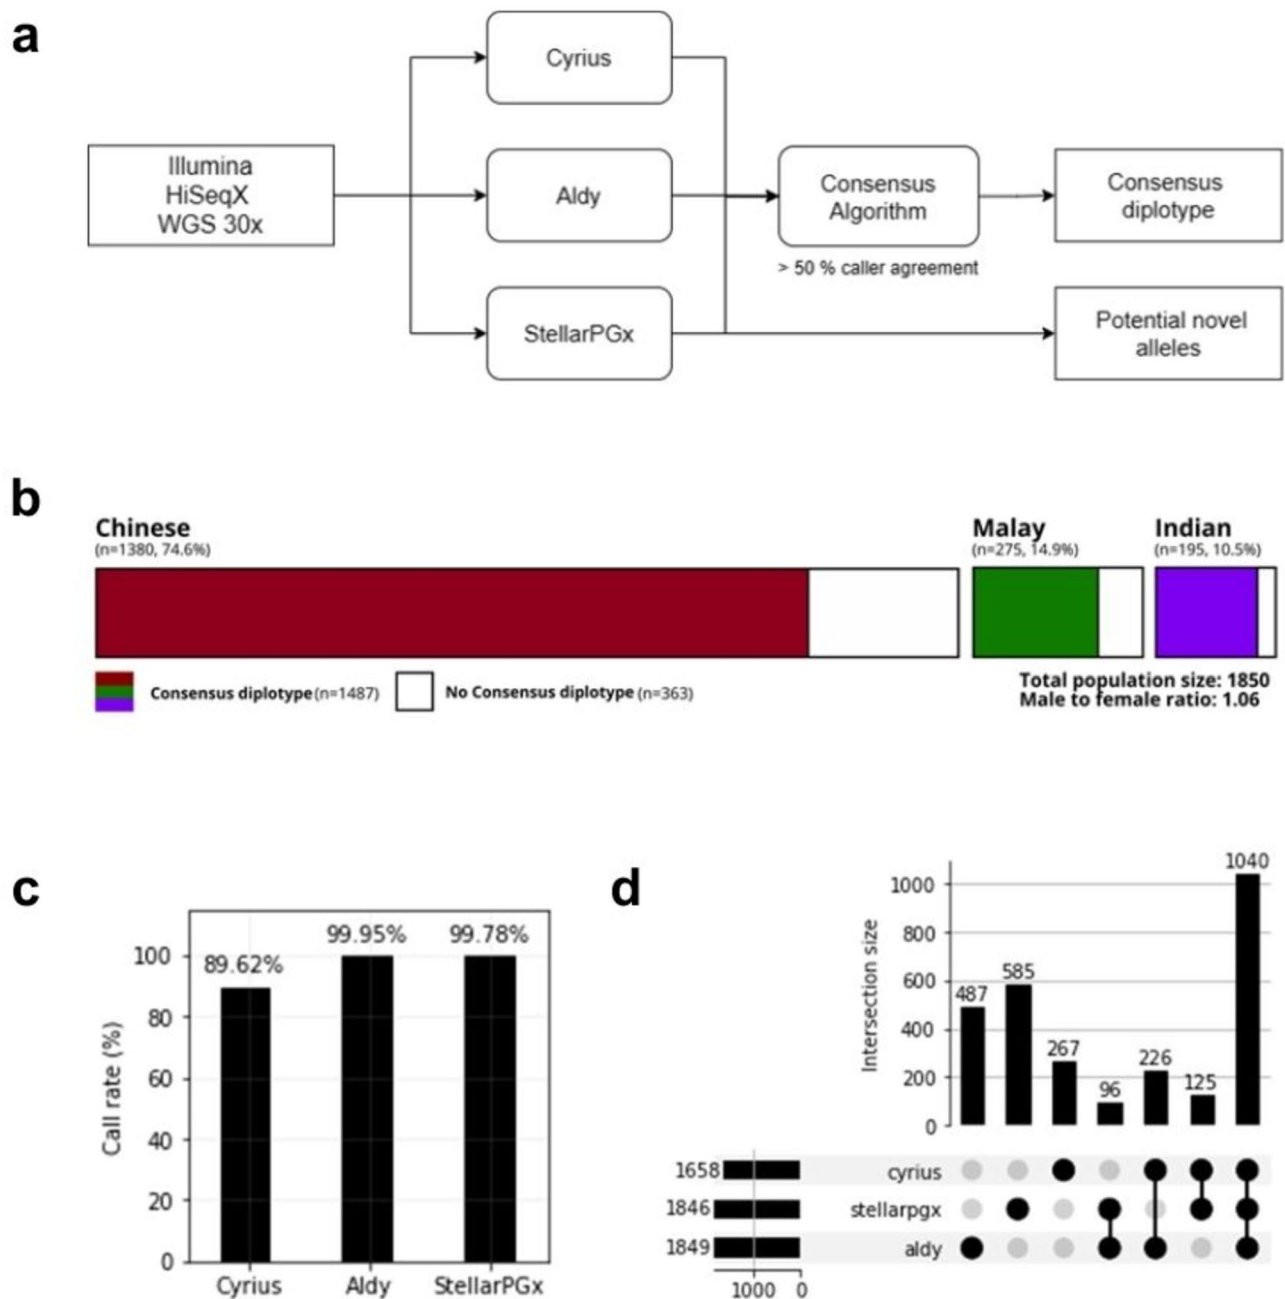 a
Illumina
HiSeqX
WGS 30x
Cyrius
Aldy
StellarPGx
Consensus
Algorithm
> 50 % caller agreement
Consensus
diplotype
Potential novel
alleles
b
Chinese
(n=1380, 74.6%)
Malay
(n=275, 14.9%)
Indian
(n=195, 10.5%)
Consensus diplotype (n=1487)
No Consensus diplotype (n=363)
Total population size: 1850
Male to female ratio: 1.06
c
Call rate (%)
100
80
60
40
20
0
89.62%
99.95%
99.78%
Cyrius
Aldy
StellarPGx
d
Intersection size
1000
800
600
400
200
0
487
585
267
96
226
125
1040
1658
cyrius
1846
stellarpgx
1849
aldy
1000
0